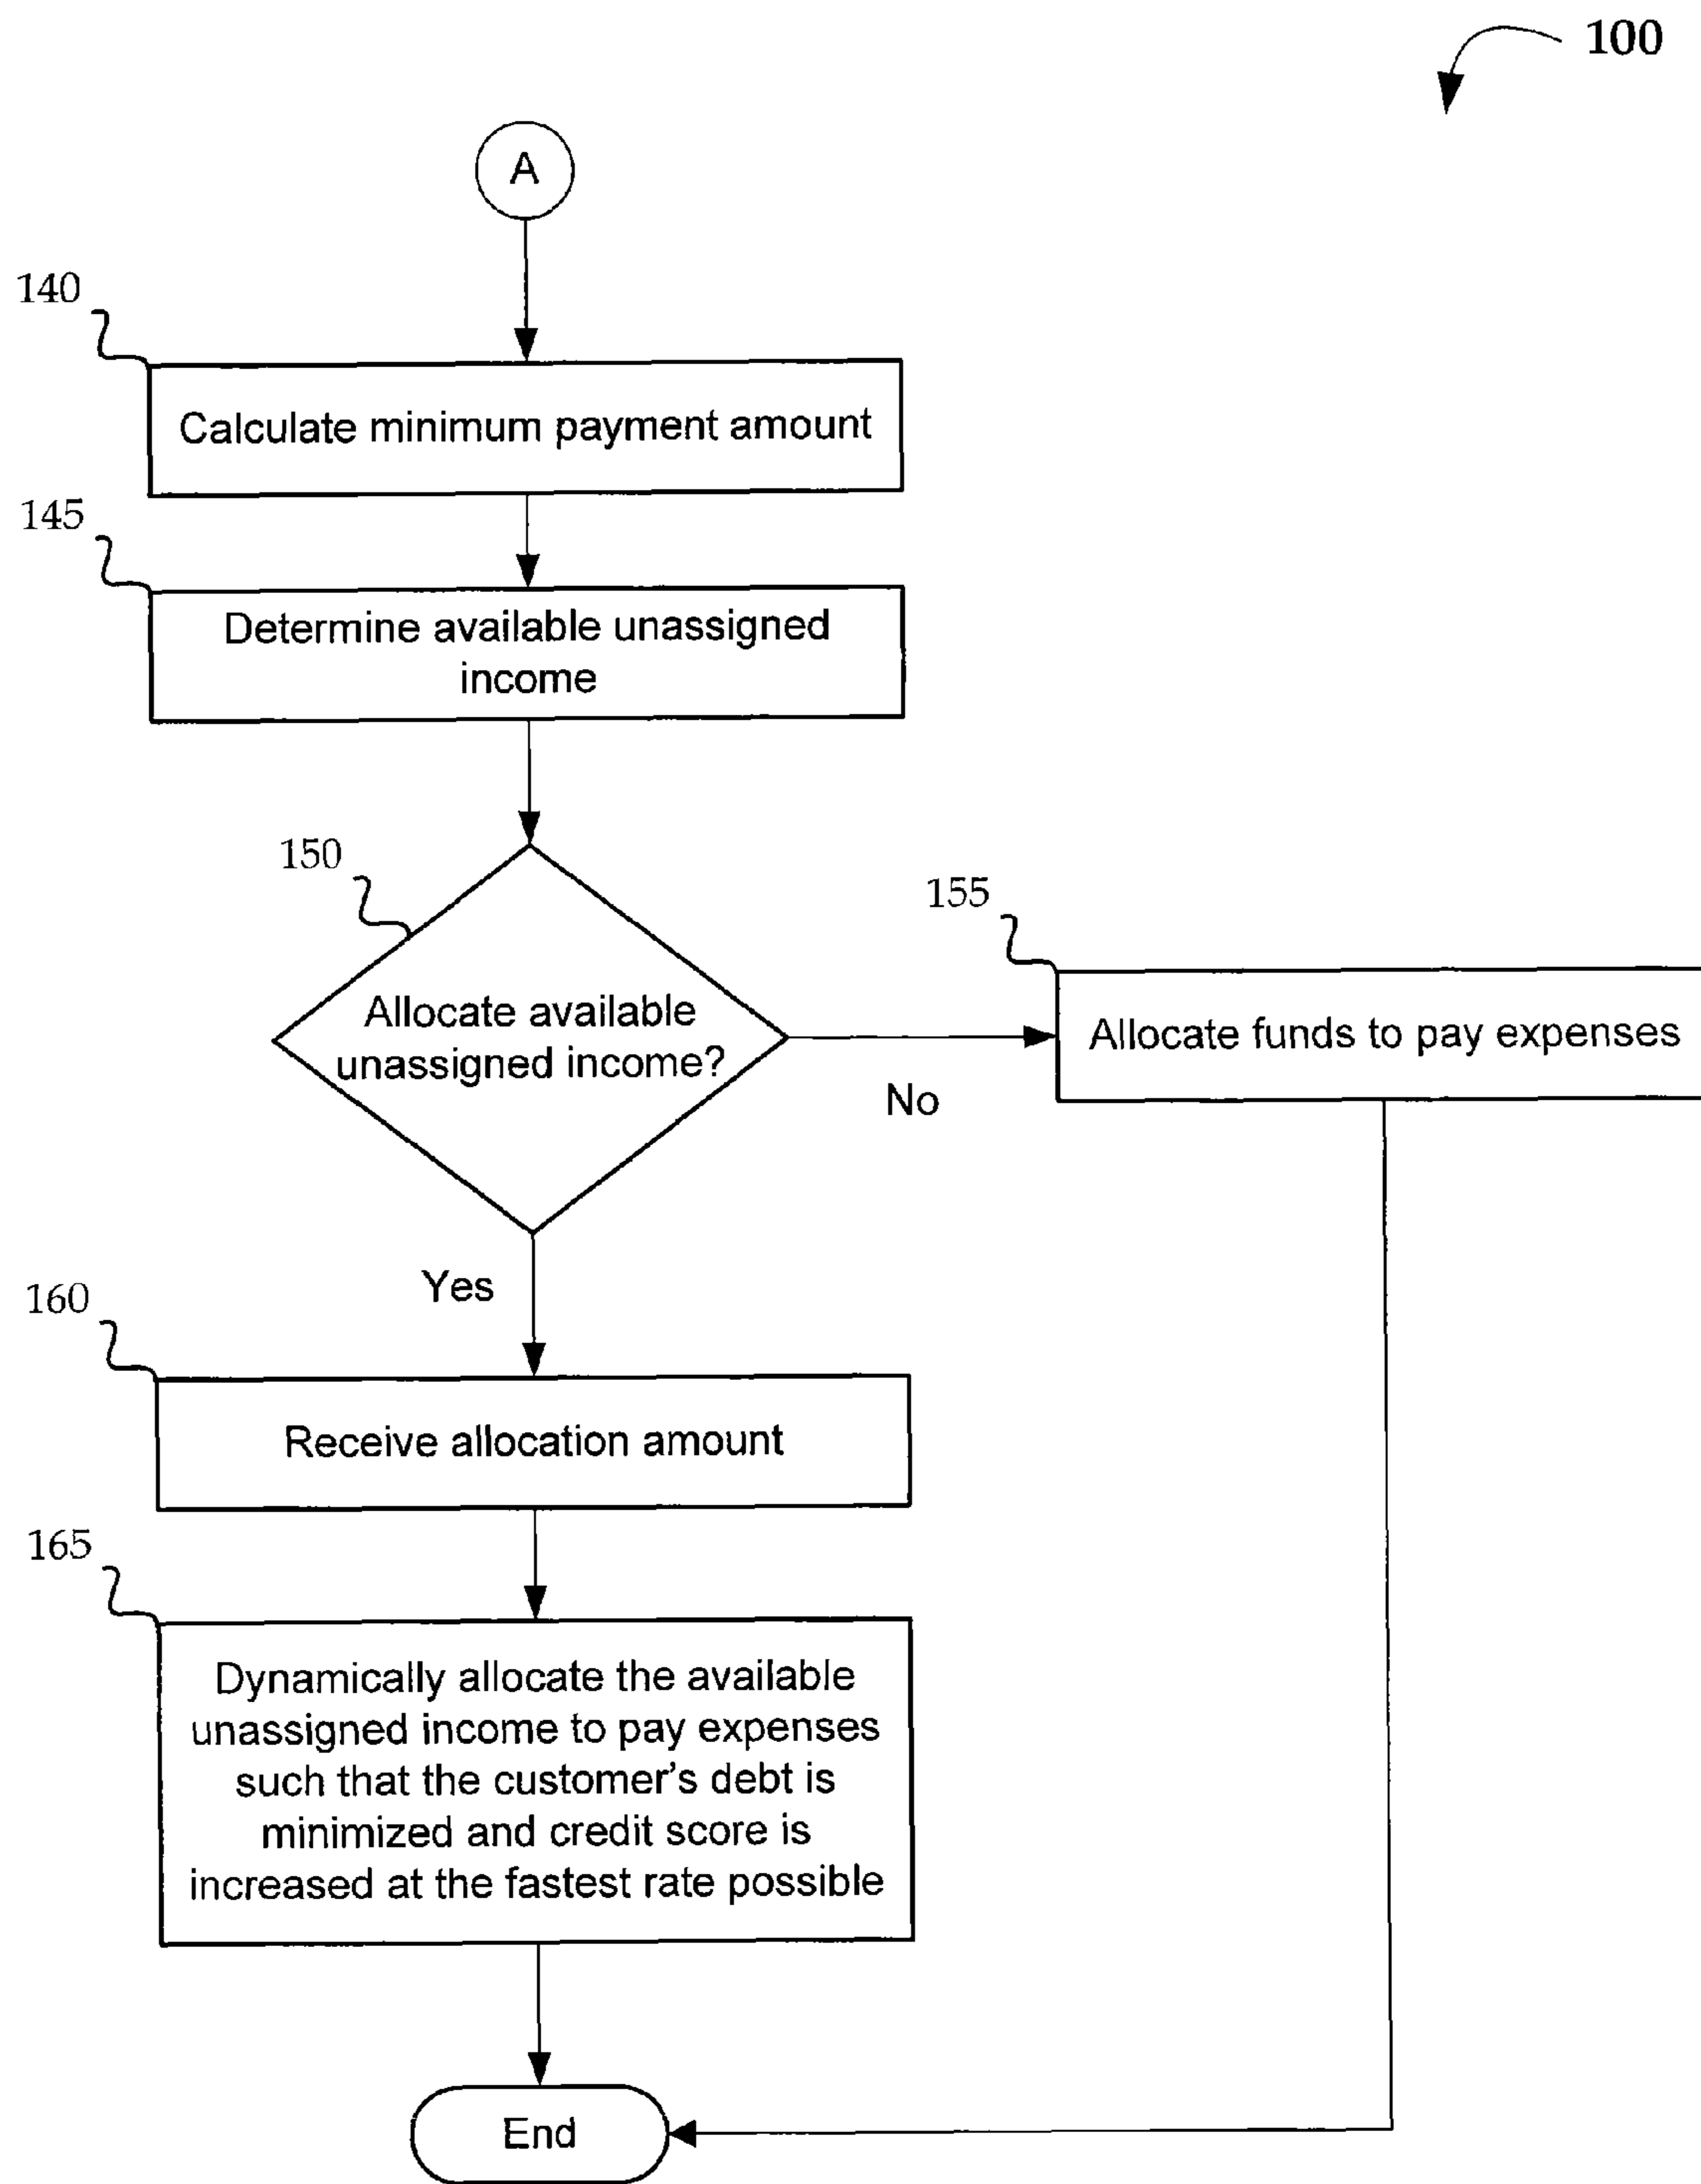 100
A
140
Calculate minimum payment amount
145
Determine available unassigned
income
150
Allocate available
unassigned income?
155
Allocate funds to pay expenses
No
Yes
160
Receive allocation amount
165
Dynamically allocate the available
unassigned income to pay expenses
such that the customer's debt is
minimized and credit score is
increased at the fastest rate possible
End